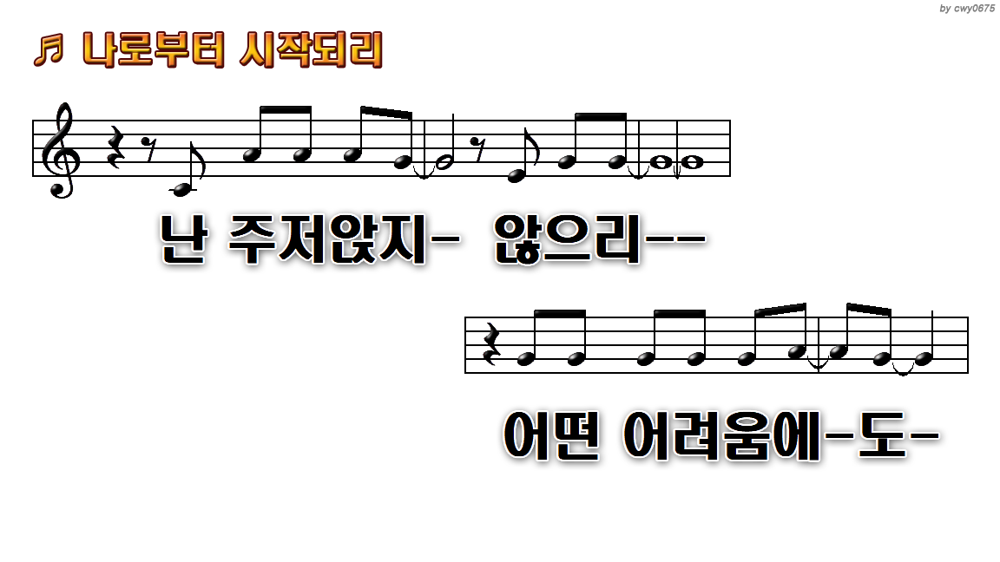 by cwy0675
♬ 나로부터 시작되리
난 주저앉지- 않으리--
어떤 어려움에-도-